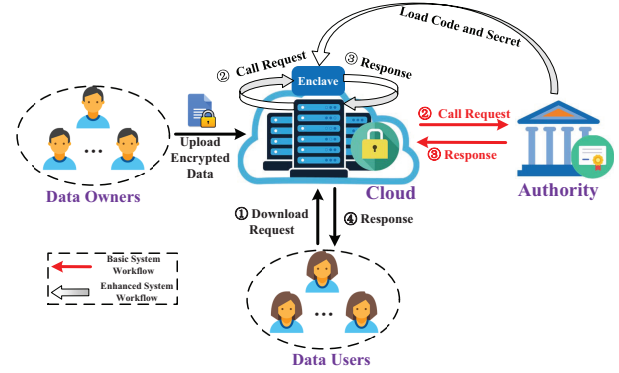 Load Code and Secret
② Call Request
③ Response
Enclave
② Call Request
③ Response
Upload
Encrypted
Data
Cloud
Authority
Data Owners
① Download
Request
④ Response
Basic System
Workflow
Enhanced System
Workflow
...
...
Data Users